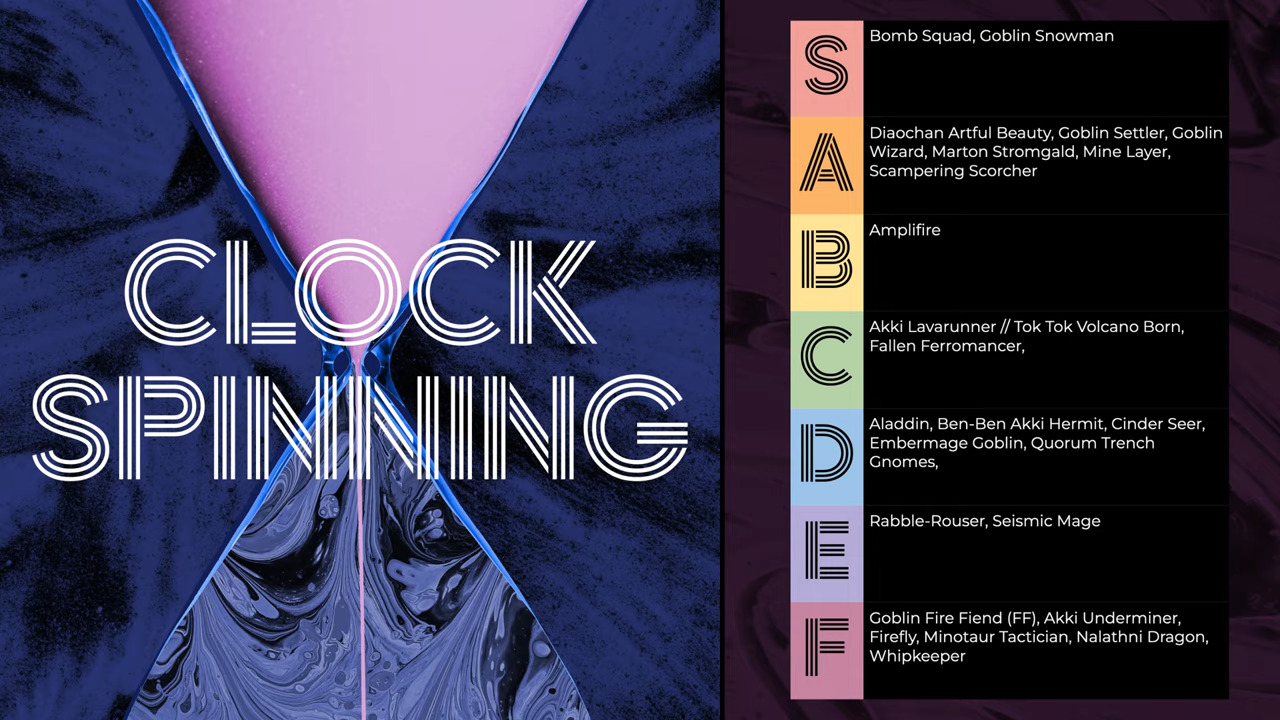 CLOCK
SPINNING
S
Bomb Squad, Goblin Snowman
A
Diaochan Artful Beauty, Goblin Settler, Goblin
Wizard, Marton Stromgald, Mine Layer,
Scampering Scorcher
B
Amplifire
C
Akki Lavarunner // Tok Tok Volcano Born,
Fallen Ferromancer,
D
Aladdin, Ben-Ben Akki Hermit, Cinder Seer,
Embermage Goblin, Quorum Trench
Gnomes,
E
Rabble-Rouser, Seismic Mage
F
Goblin Fire Fiend (FF), Akki Underminer,
Firefly, Minotaur Tactician, Nalathni Dragon,
Whipkeeper